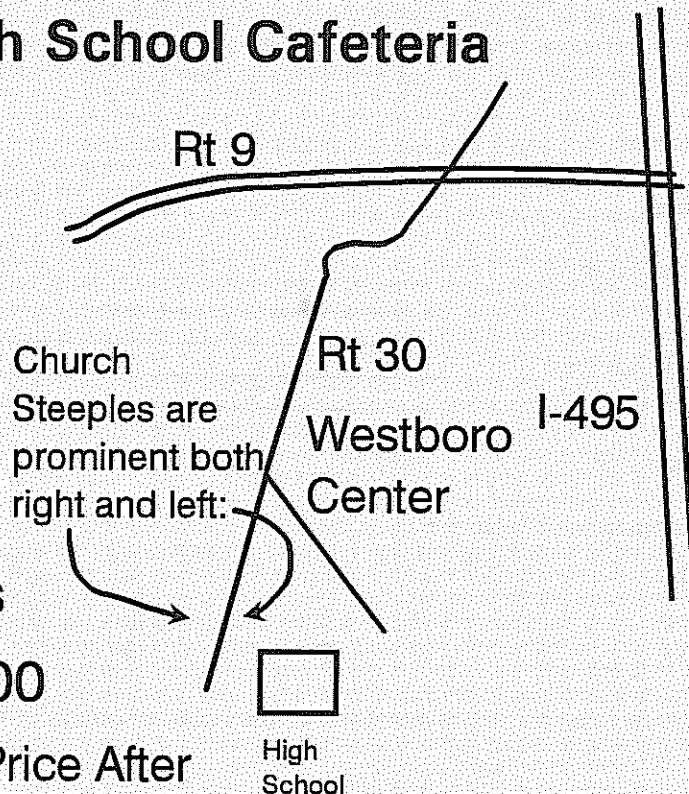 h School Cafeteria
Rt 9
Church
Steeples are
prominent both
right and left:
Rt 30
Westboro
Center
I-495
s
00
Price After
High
School